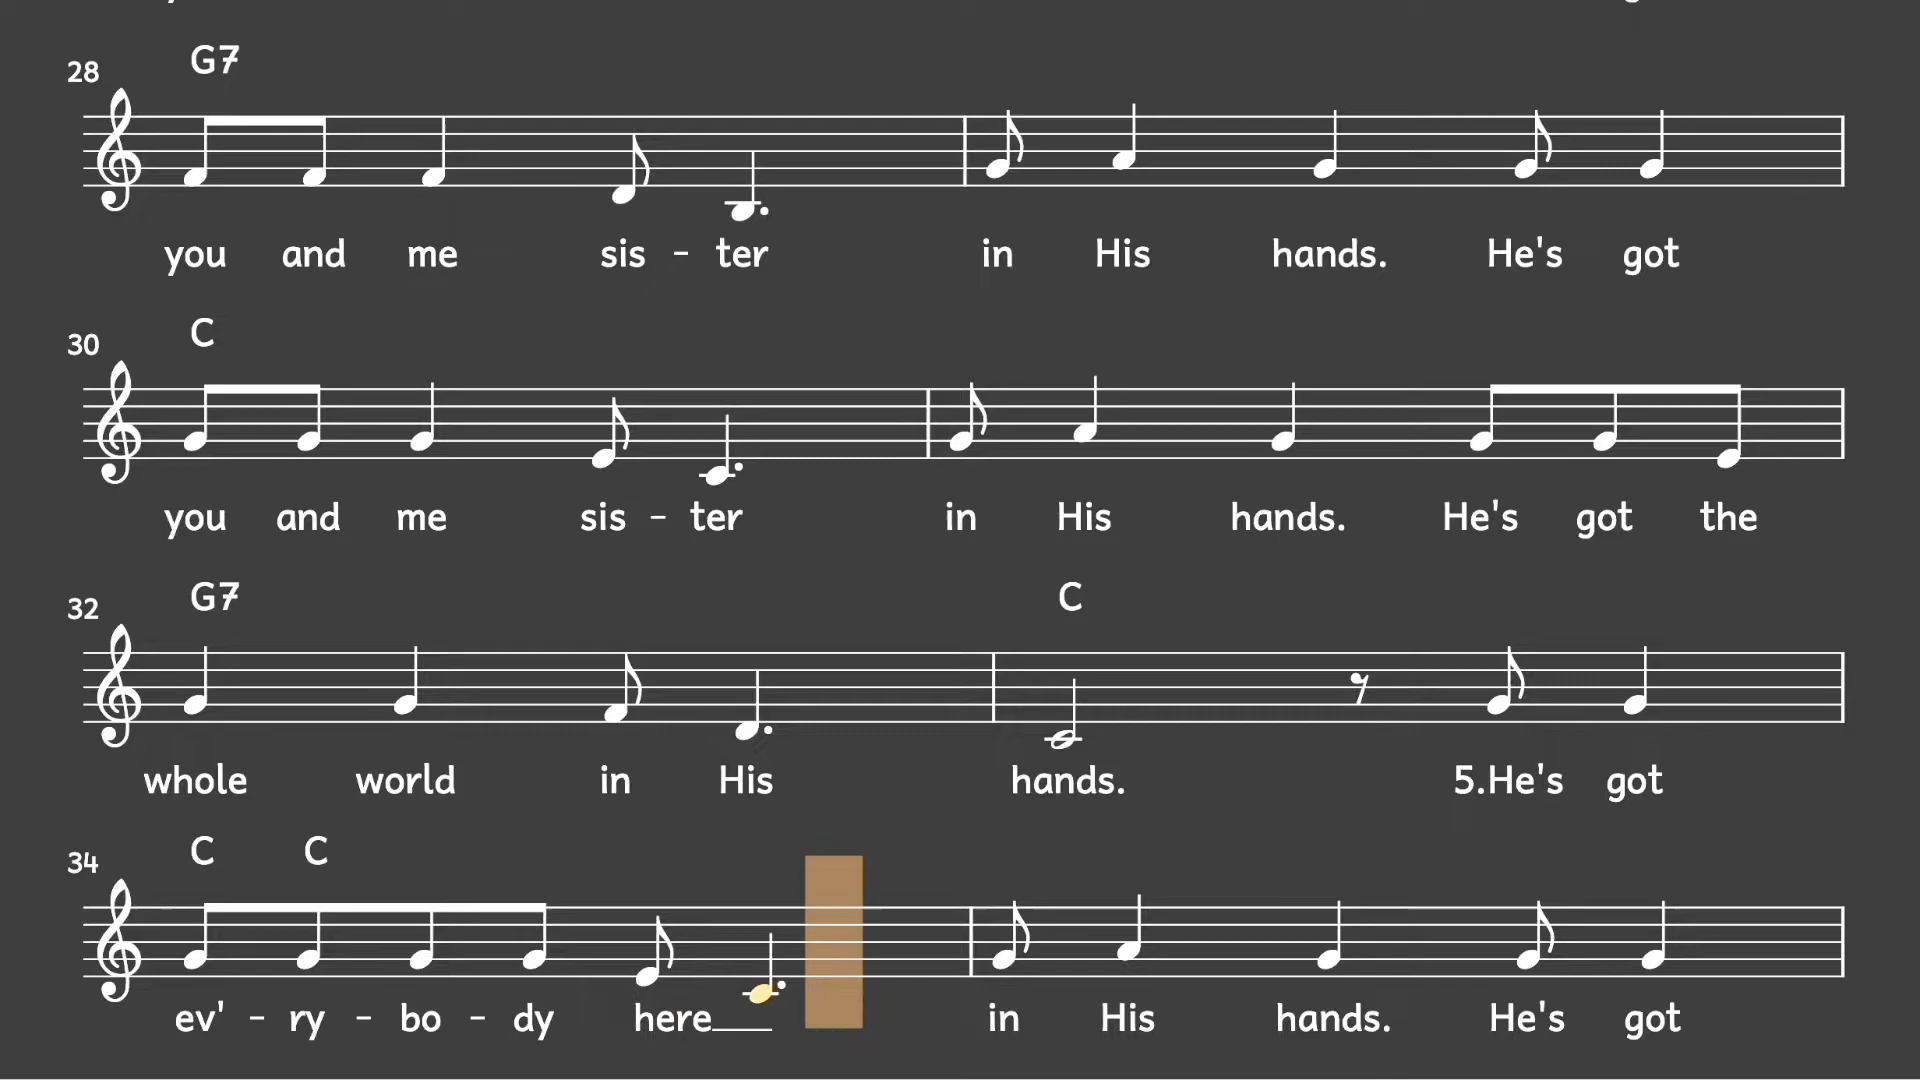 G7
28
you and me sis - ter in His hands. He's got
C
30
you and me sis - ter in His hands. He's got the
G7 C
32
whole world in His hands. 5.He's got
C C
34
ev' - ry - bo - dy here___ in His hands. He's got